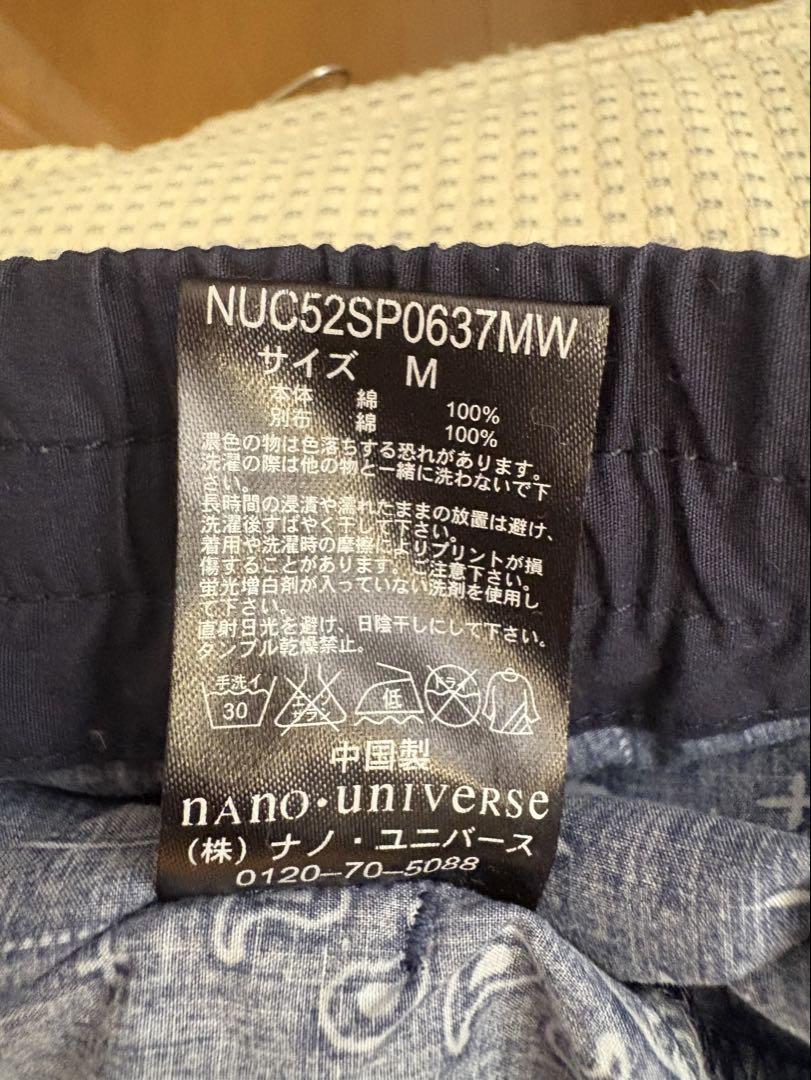 NUC52SP0637MW
サイズ M
本体 綿 100%
別布 綿 100%
濃色の物は色落ちする恐れがあります。
洗濯の際は他の物と一緒に洗わないで下
さい。
長時間の浸漬や濡れたままの放置は避け、
洗濯後すばやく干して下さい。
着用や洗濯時の摩擦によりプリントが損
傷することがあります。ご注意下さい。
蛍光増白剤が入っていない洗剤を使用し
て下さい。
直射日光を避け、日陰干しにして下さい。
タンブル乾燥禁止。
手洗イ 30 エンソサラシ 低 ドライ
中国製
nAno・unIVeRSe
(株) ナノ・ユニバース
0120-70-5088